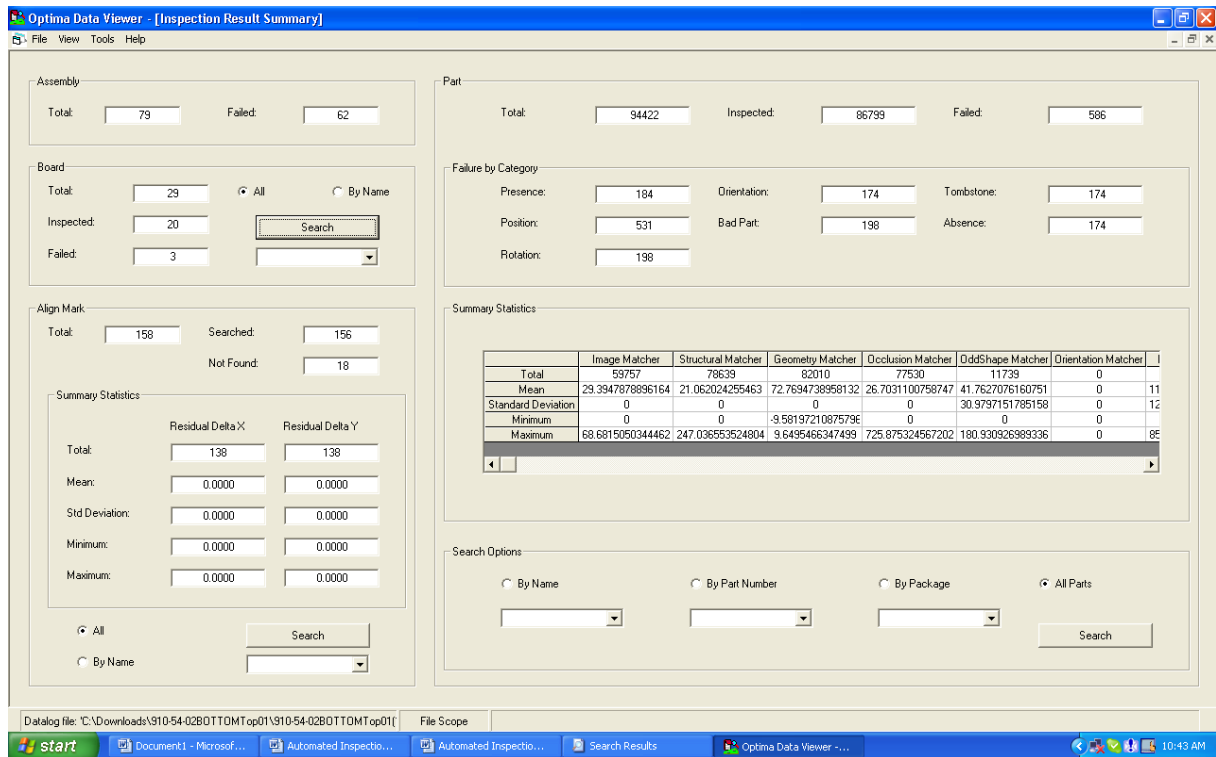 Optima Data Viewer - [Inspection Result Summary]
File View Tools Help
Assembly
Total: 79 Failed: 62
Board
Total: 29 All By Name
Inspected: 20 Search
Failed: 3
Align Mark
Total: 158 Searched: 156
Not Found: 18
Summary Statistics
Residual Delta X Residual Delta Y
Total: 138 138
Mean: 0.0000 0.0000
Std Deviation: 0.0000 0.0000
Minimum: 0.0000 0.0000
Maximum: 0.0000 0.0000
All Search
By Name
Part
Total: 94422 Inspected: 86799 Failed: 586
Failure by Category
Presence: 184 Orientation: 174 Tombstone: 174
Position: 531 Bad Part: 198 Absence: 174
Rotation: 198
Summary Statistics
Image Matcher Structural Matcher Geometry Matcher Occlusion Matcher OddShape Matcher Orientation Matcher
Total 59757 78639 82010 77530 11739 0
Mean 29.3947878896164 21.062024255463 72.7694738958132 26.7031100758747 41.7627076160751 0 11
Standard Deviation 0 0 0 0 30.9797151785158 0 12
Minimum 0 0 -9.5819721087579 0 0 0
Maximum 68.6815050344462 247.036553524804 9.6495466347499 725.875324567202 180.930926989336 0 85
Search Options
By Name By Part Number By Package All Parts
Search
Datalog file: 'C:\Downloads\910-54-02BOTTOMTop01\910-54-02BOTTOMTop01( File Scope
start Document1 - Microsof... Automated Inspectio... Automated Inspectio... Search Results Optima Data Viewer -... 10:43 AM